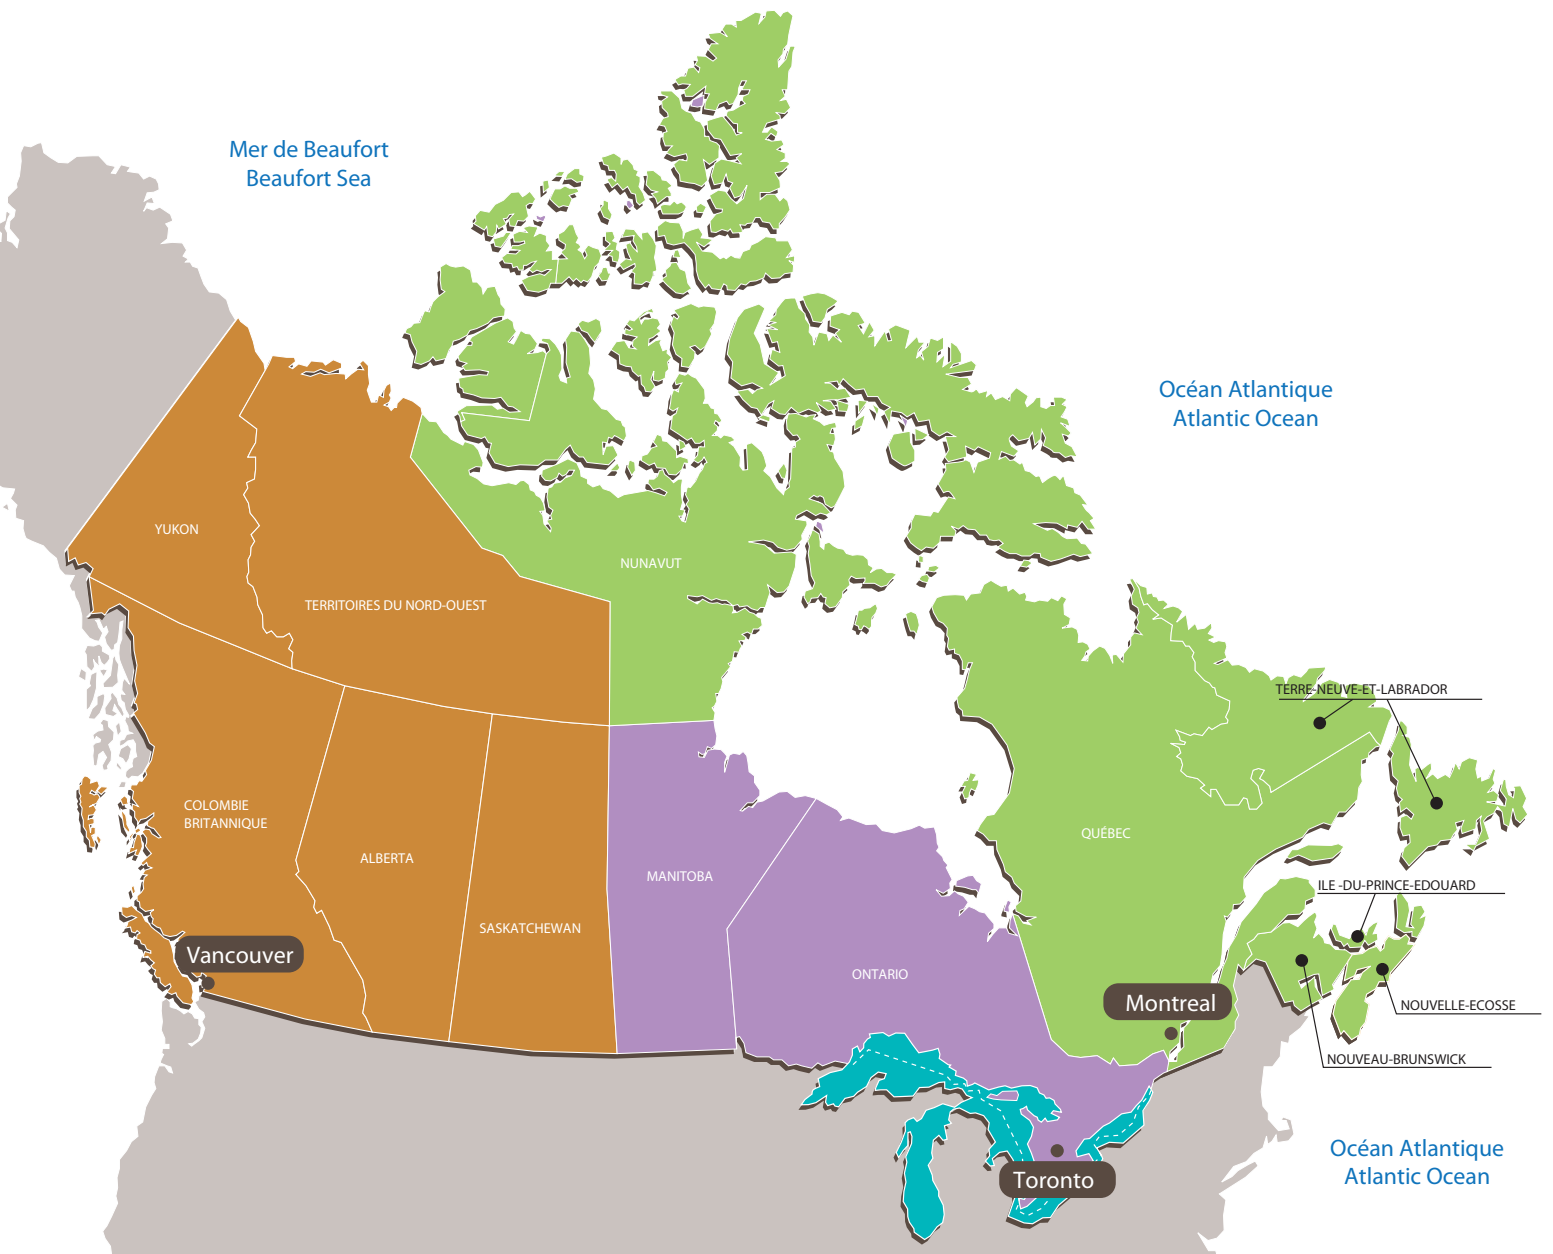 Mer de Beaufort
Beaufort Sea
Océan Atlantique
Atlantic Ocean
YUKON
NUNAVUT
TERRITOIRES DU NORD-OUEST
TERRE-NEUVE-ET-LABRADOR
COLOMBIE
BRITANNIQUE
QUÉBEC
ALBERTA
MANITOBA
ILE -DU-PRINCE-EDOUARD
SASKATCHEWAN
Vancouver
ONTARIO
Montreal
NOUVELLE-ECOSSE
NOUVEAU-BRUNSWICK
Océan Atlantique
Atlantic Ocean
Toronto